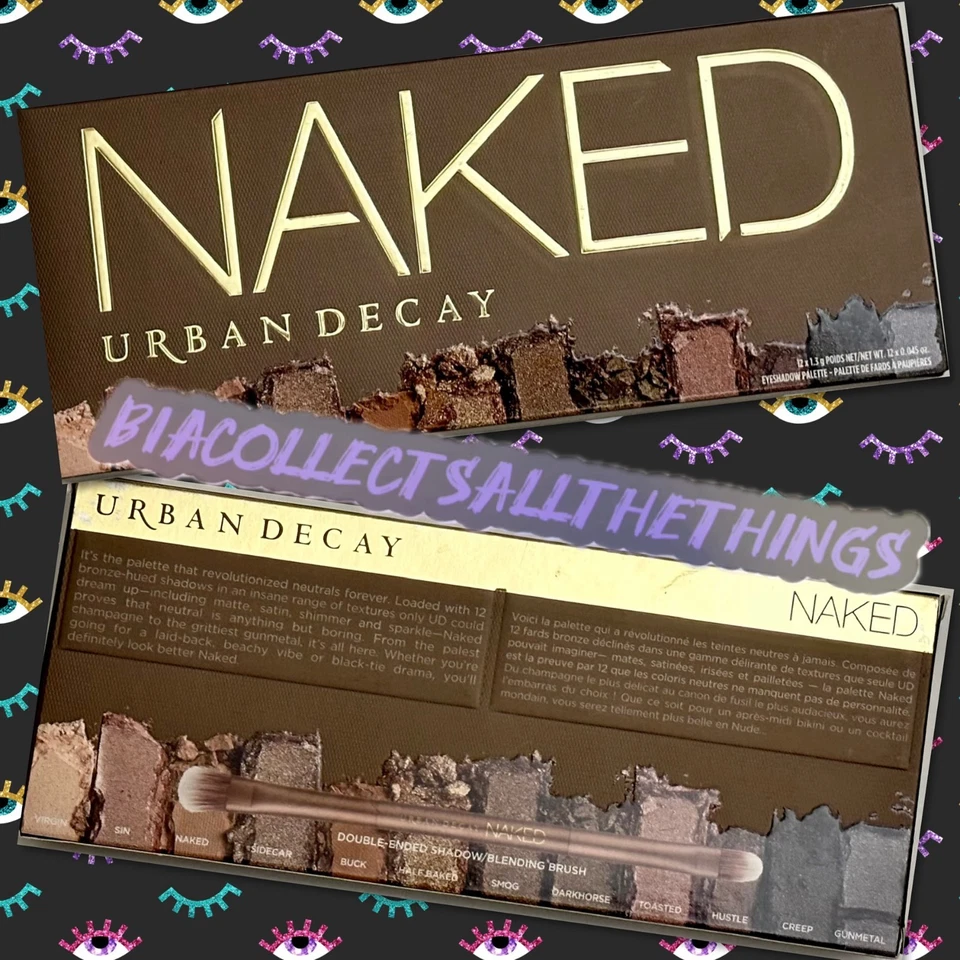 NAKED
URBAN DECAY
12 x 1.3 g POIDS NET/NET WT. 12 x 0.045 oz.
EYESHADOW PALETTE - PALETTE DE FARDS À PAUPIÈRES
BIACOLLECTSALLTHETHINGS
URBAN DECAY
NAKED
It's the palette that revolutionized neutrals forever. Loaded with 12
bronze-hued shadows in an insane range of textures only UD could
dream up—including matte, satin, shimmer and sparkle—Naked
proves that neutral is anything but boring. From the palest
champagne to the grittiest gunmetal, it's all here. Whether you're
going for a laid-back, beachy vibe or black-tie drama, you'll
definitely look better Naked.
Voici la palette qui a révolutionné les teintes neutres à jamais. Composée de
12 fards bronze déclinés dans une gamme délirante de textures que seule UD
pouvait imaginer— mates, satinées, irisées et pailletées — la palette Naked
est la preuve par 12 que les coloris neutres ne manquent pas de personnalité.
Du champagne le plus délicat au canon de fusil le plus audacieux, vous aurez
l'embarras du choix ! Que ce soit pour un après-midi bikini ou un cocktail
mondain, vous serez tellement plus belle en Nude...
URBAN DECAY NAKED
DOUBLE-ENDED SHADOW/BLENDING BRUSH
VIRGIN
SIN
NAKED
SIDECAR
BUCK
HALF BAKED
SMOG
DARKHORSE
TOASTED
HUSTLE
CREEP
GUNMETAL